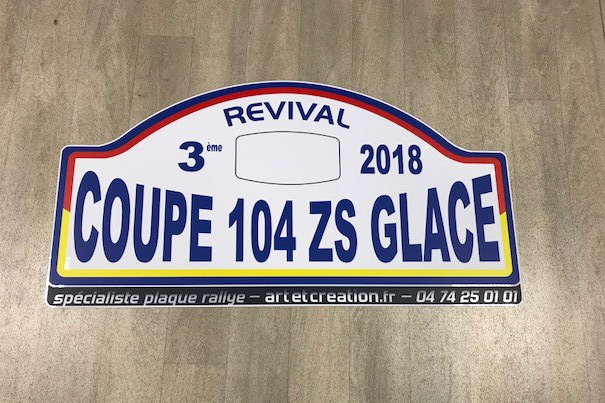 REVIVAL
3ème 2018
COUPE 104 ZS GLACE
spécialiste plaque rallye – artetcreation.fr – 04 74 25 01 01